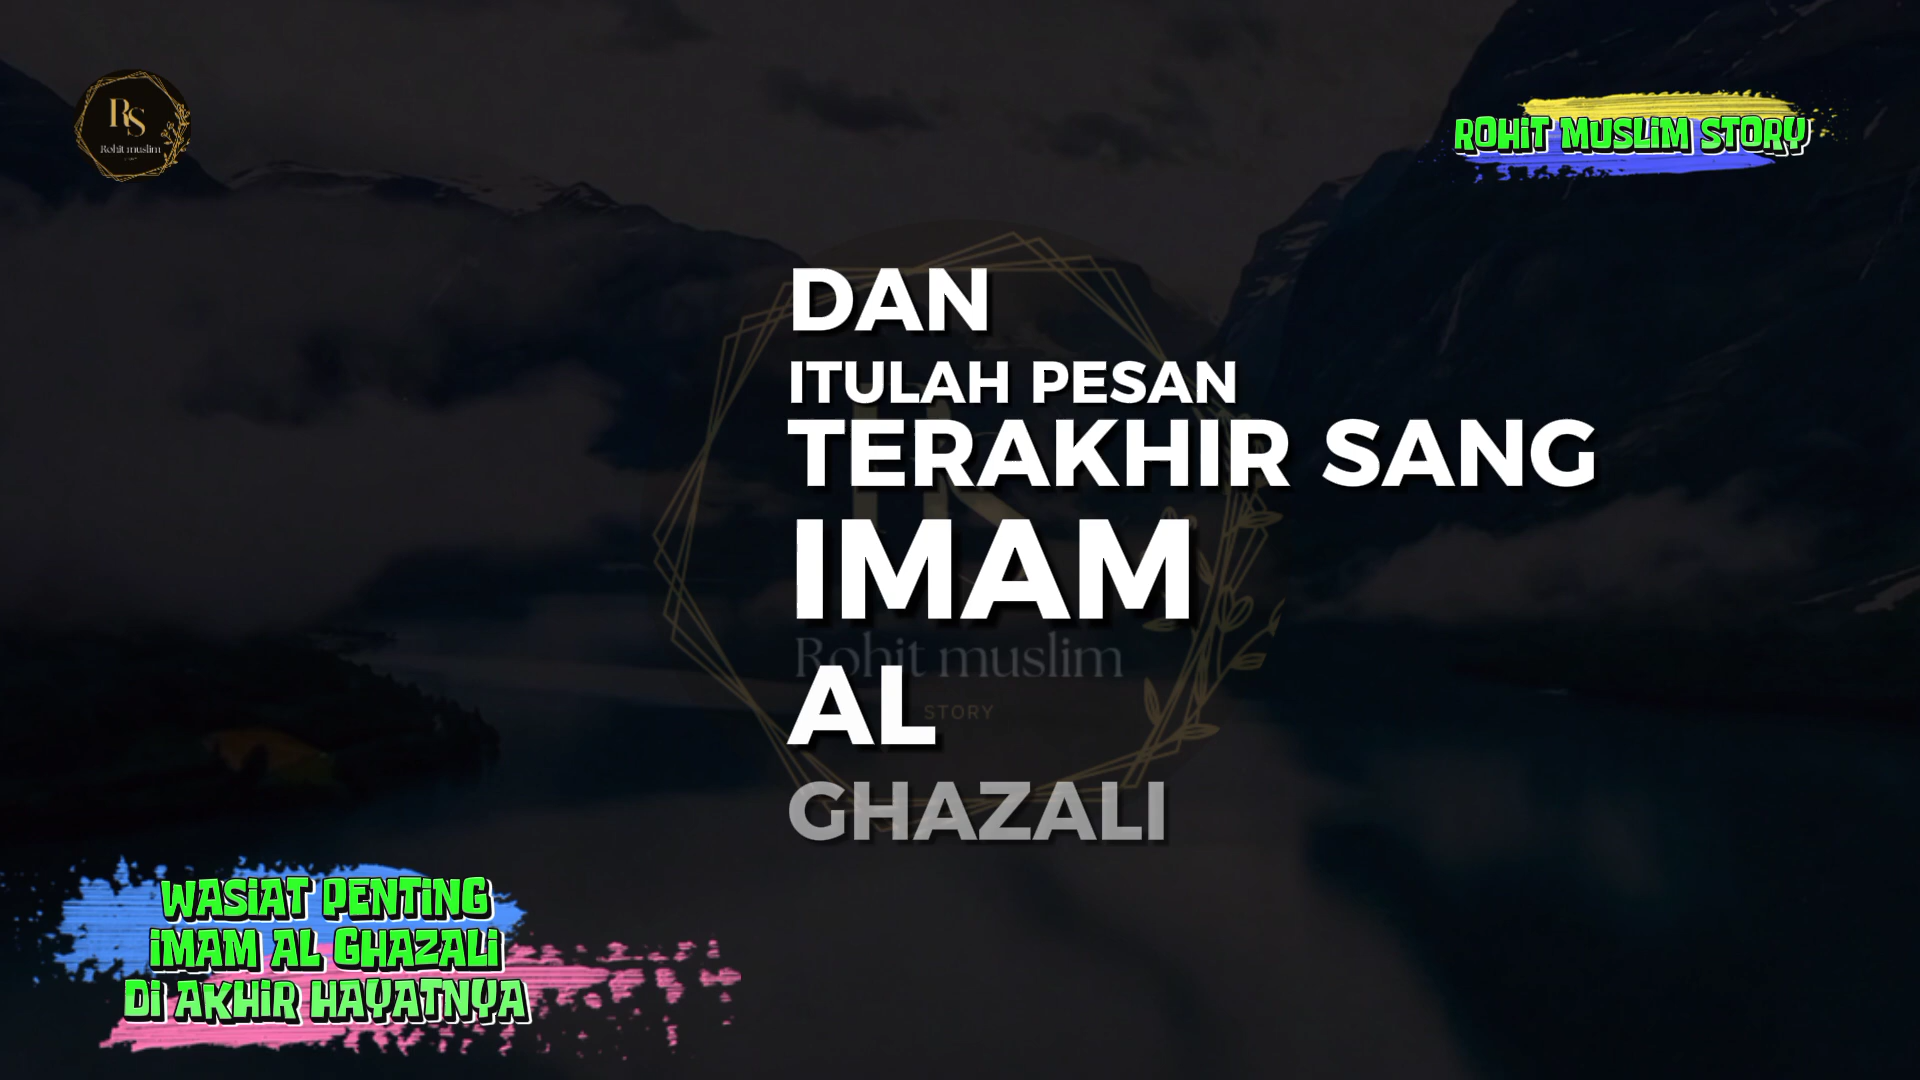 RS
Rohit muslim
ROHiT MUSLiM STORY
DAN
ITULAH PESAN
TERAKHIR SANG
IMAM
Rohit muslim
AL
STORY
GHAZALI
WASiAT PENTiNG
iMAM AL GHAZALi
Di AKHiR HAYATNYA